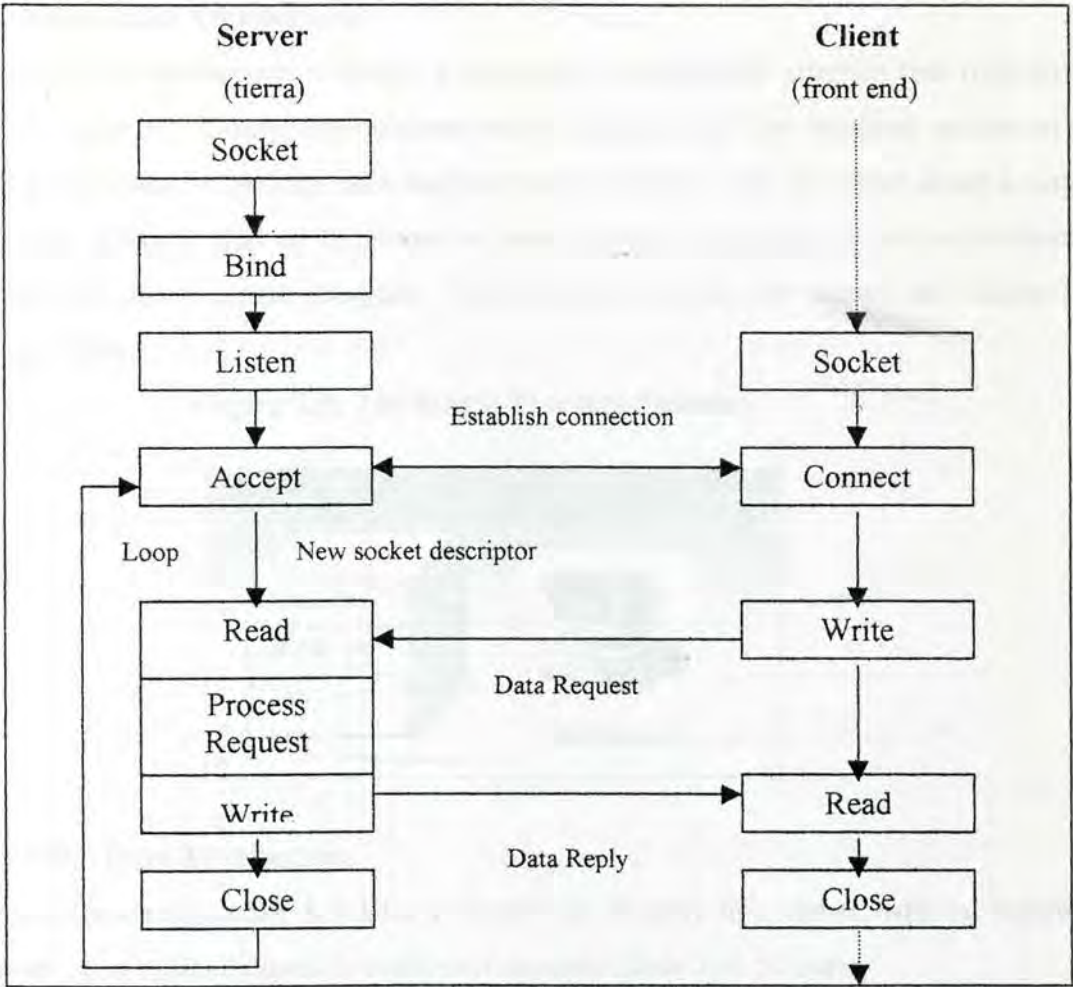 Server
(tierra)
Socket
Bind
Listen
Accept
Loop
New socket descriptor
Read
Process
Request
Write
Close
Establish connection
Data Request
Data Reply
Client
(front end)
Socket
Connect
Write
Read
Close